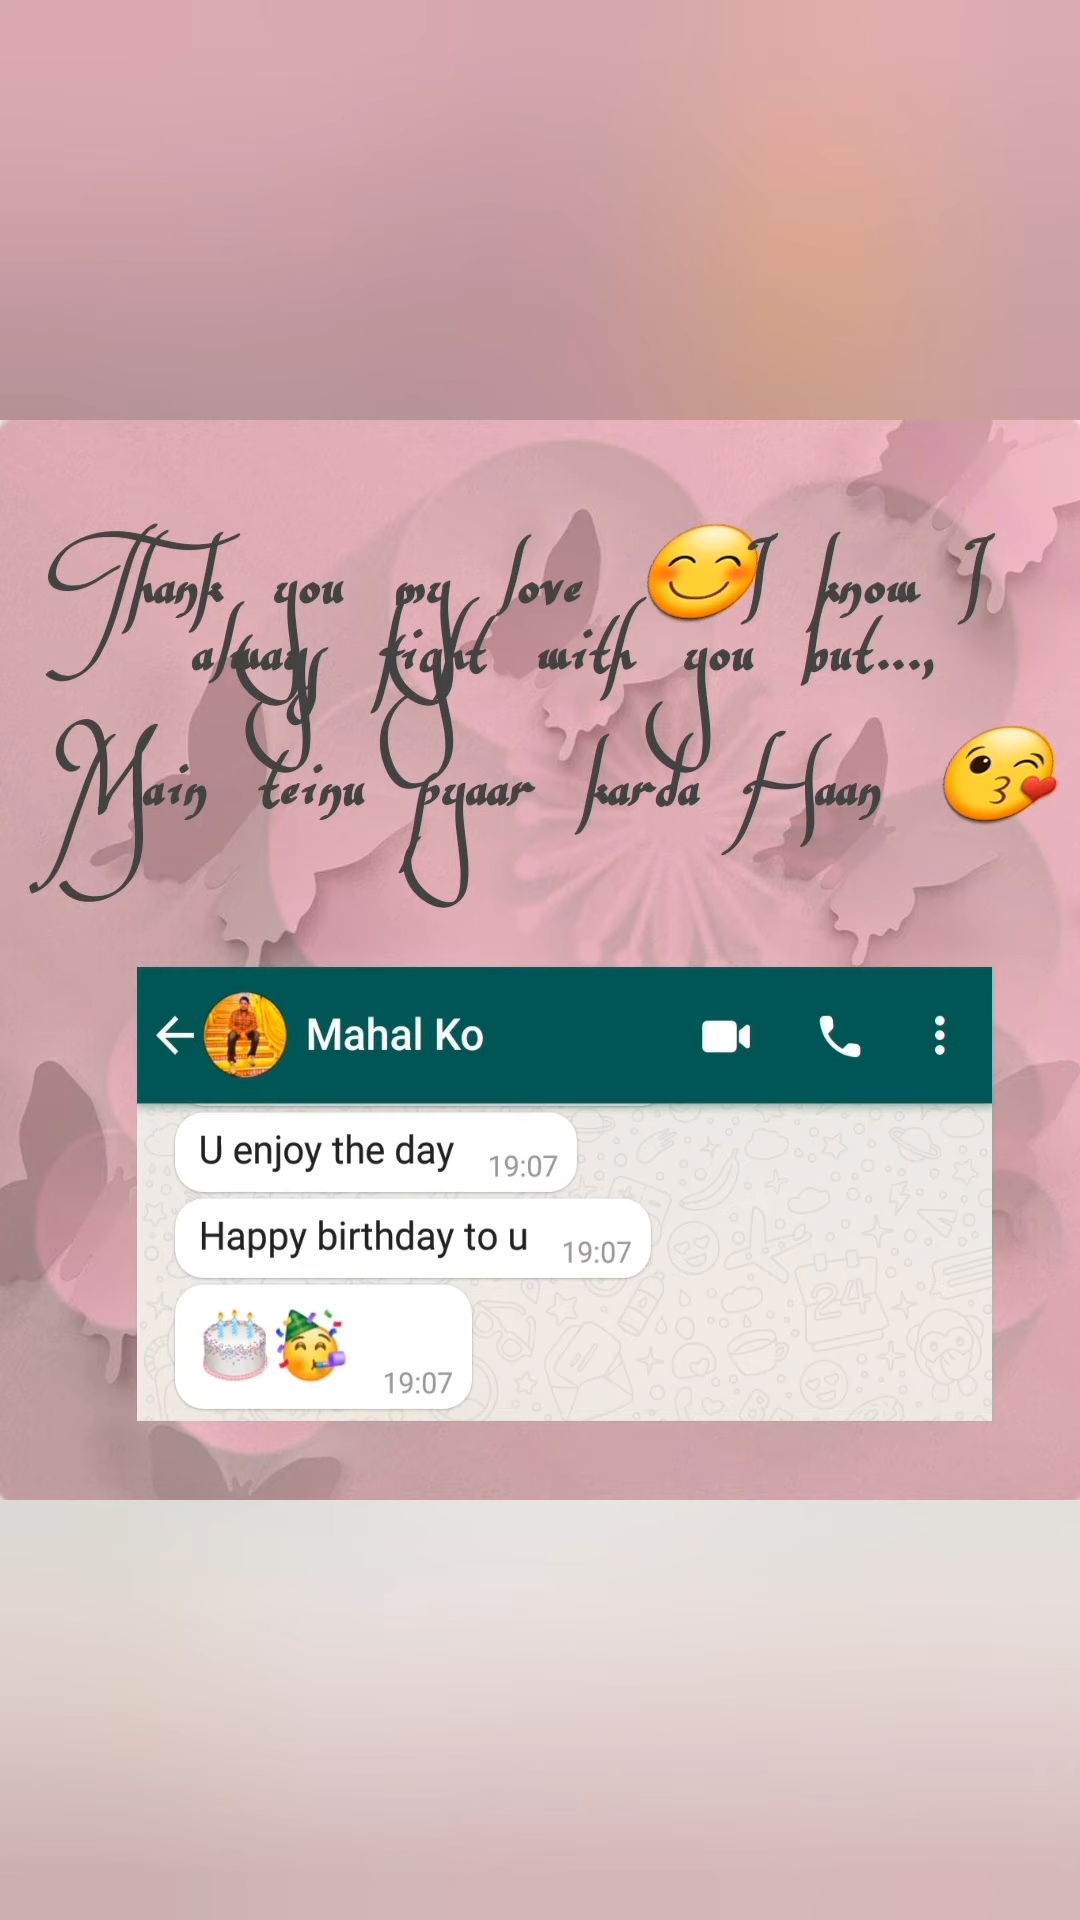 Thank you my love 😊I know I
alway fight with you but...,
Main teinu pyaar karda Haan 😘
Mahal Ko
U enjoy the day 19:07
Happy birthday to u 19:07
🎂🥳 19:07